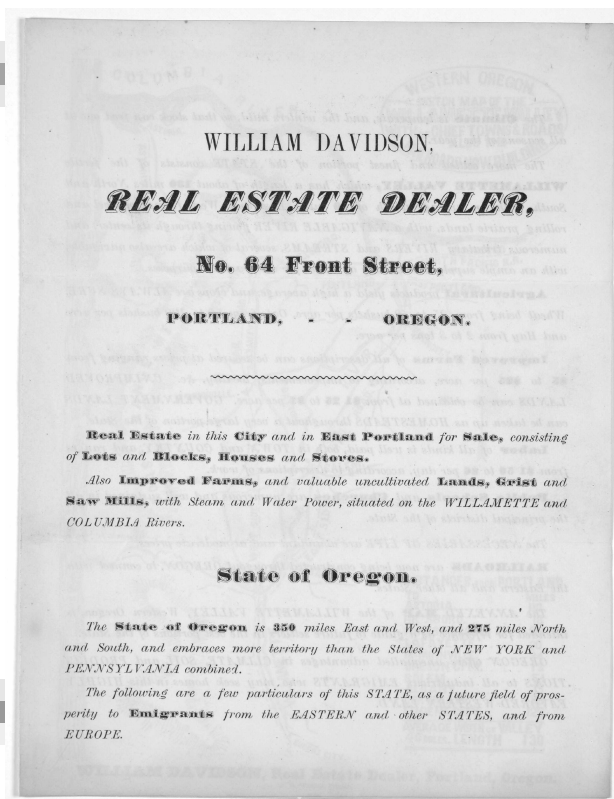 WILLIAM DAVIDSON,
REAL ESTATE DEALER,
No. 64 Front Street,
PORTLAND, - - OREGON.
Real Estate in this City and in East Portland for Sale, consisting
of Lots and Blocks, Houses and Stores.
Also Improved Farms, and valuable uncultivated Lands, Grist and
Saw Mills, with Steam and Water Power, situated on the WILLAMETTE and
COLUMBIA Rivers.
State of Oregon.
The State of Oregon is 350 miles East and West, and 275 miles North
and South, and embraces more territory than the States of NEW YORK and
PENNSYLVANIA combined.
The following are a few particulars of this STATE, as a future field of pros-
perity to Emigrants from the EASTERN and other STATES, and from
EUROPE.